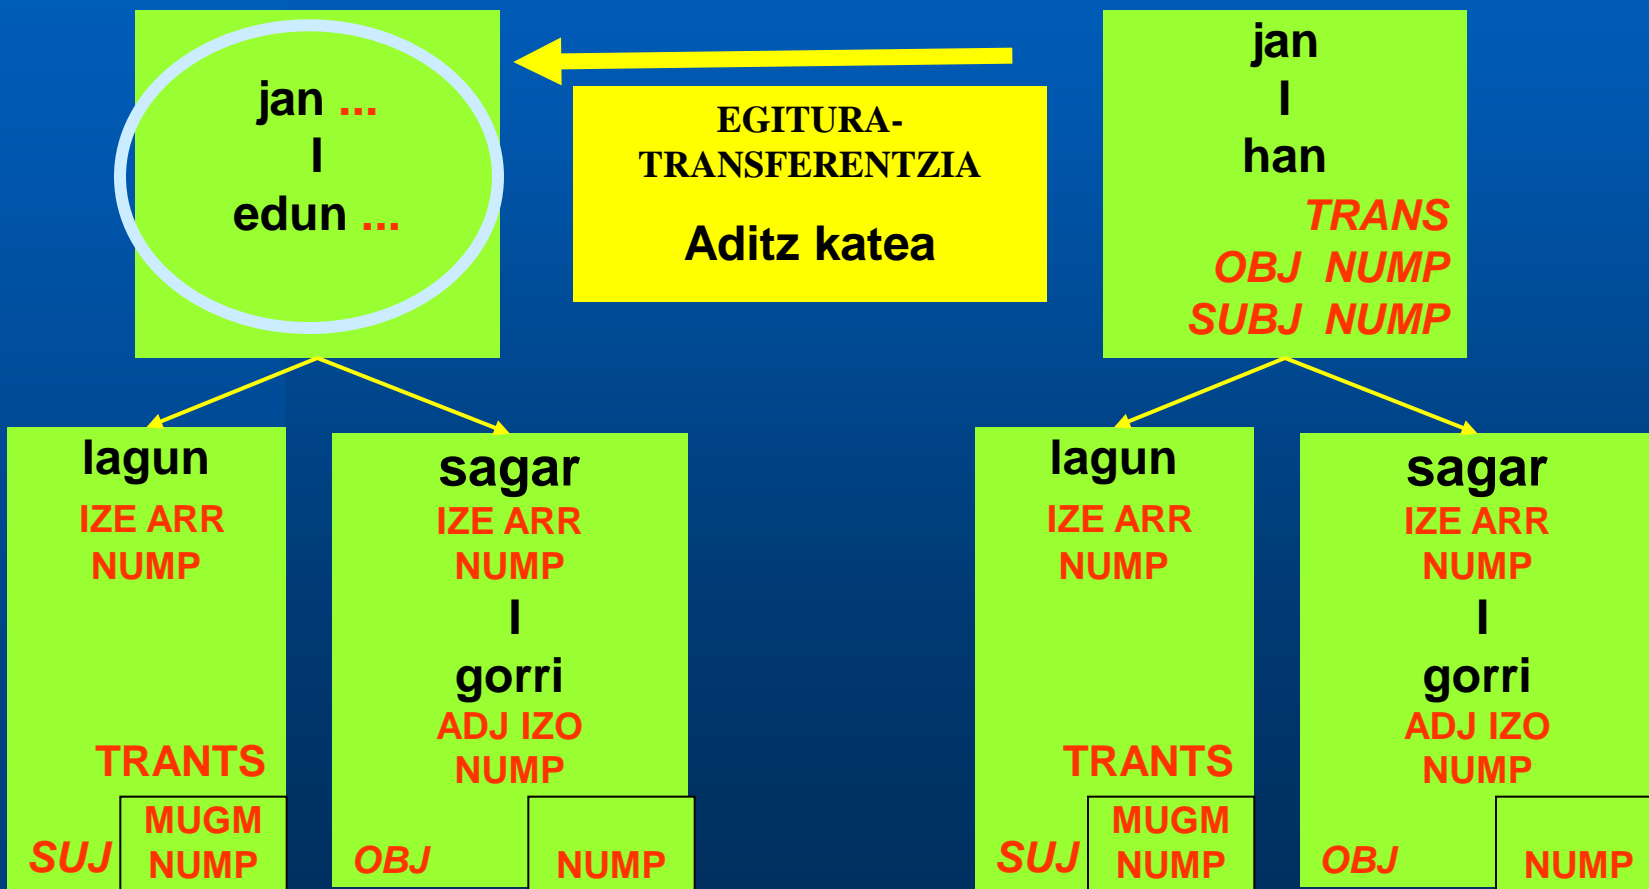 jan ...
I
edun ...
EGITURA-
TRANSFERENTZIA
Aditz katea
jan
I
han
TRANS
OBJ NUMP
SUBJ NUMP
lagun
IZE ARR
NUMP
TRANTS
MUGM
SUJ NUMP
sagar
IZE ARR
NUMP
I
gorri
ADJ IZO
NUMP
OBJ NUMP
lagun
IZE ARR
NUMP
TRANTS
MUGM
SUJ NUMP
sagar
IZE ARR
NUMP
I
gorri
ADJ IZO
NUMP
OBJ NUMP